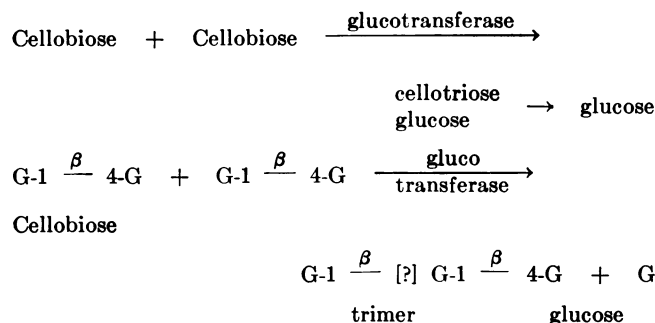 Cellobiose + Cellobiose glucotransferase →
cellotriose
glucose → glucose
G-1 β — 4-G + G-1 β — 4-G gluco transferase →
Cellobiose
G-1 β — [?] G-1 β — 4-G + G
trimer glucose